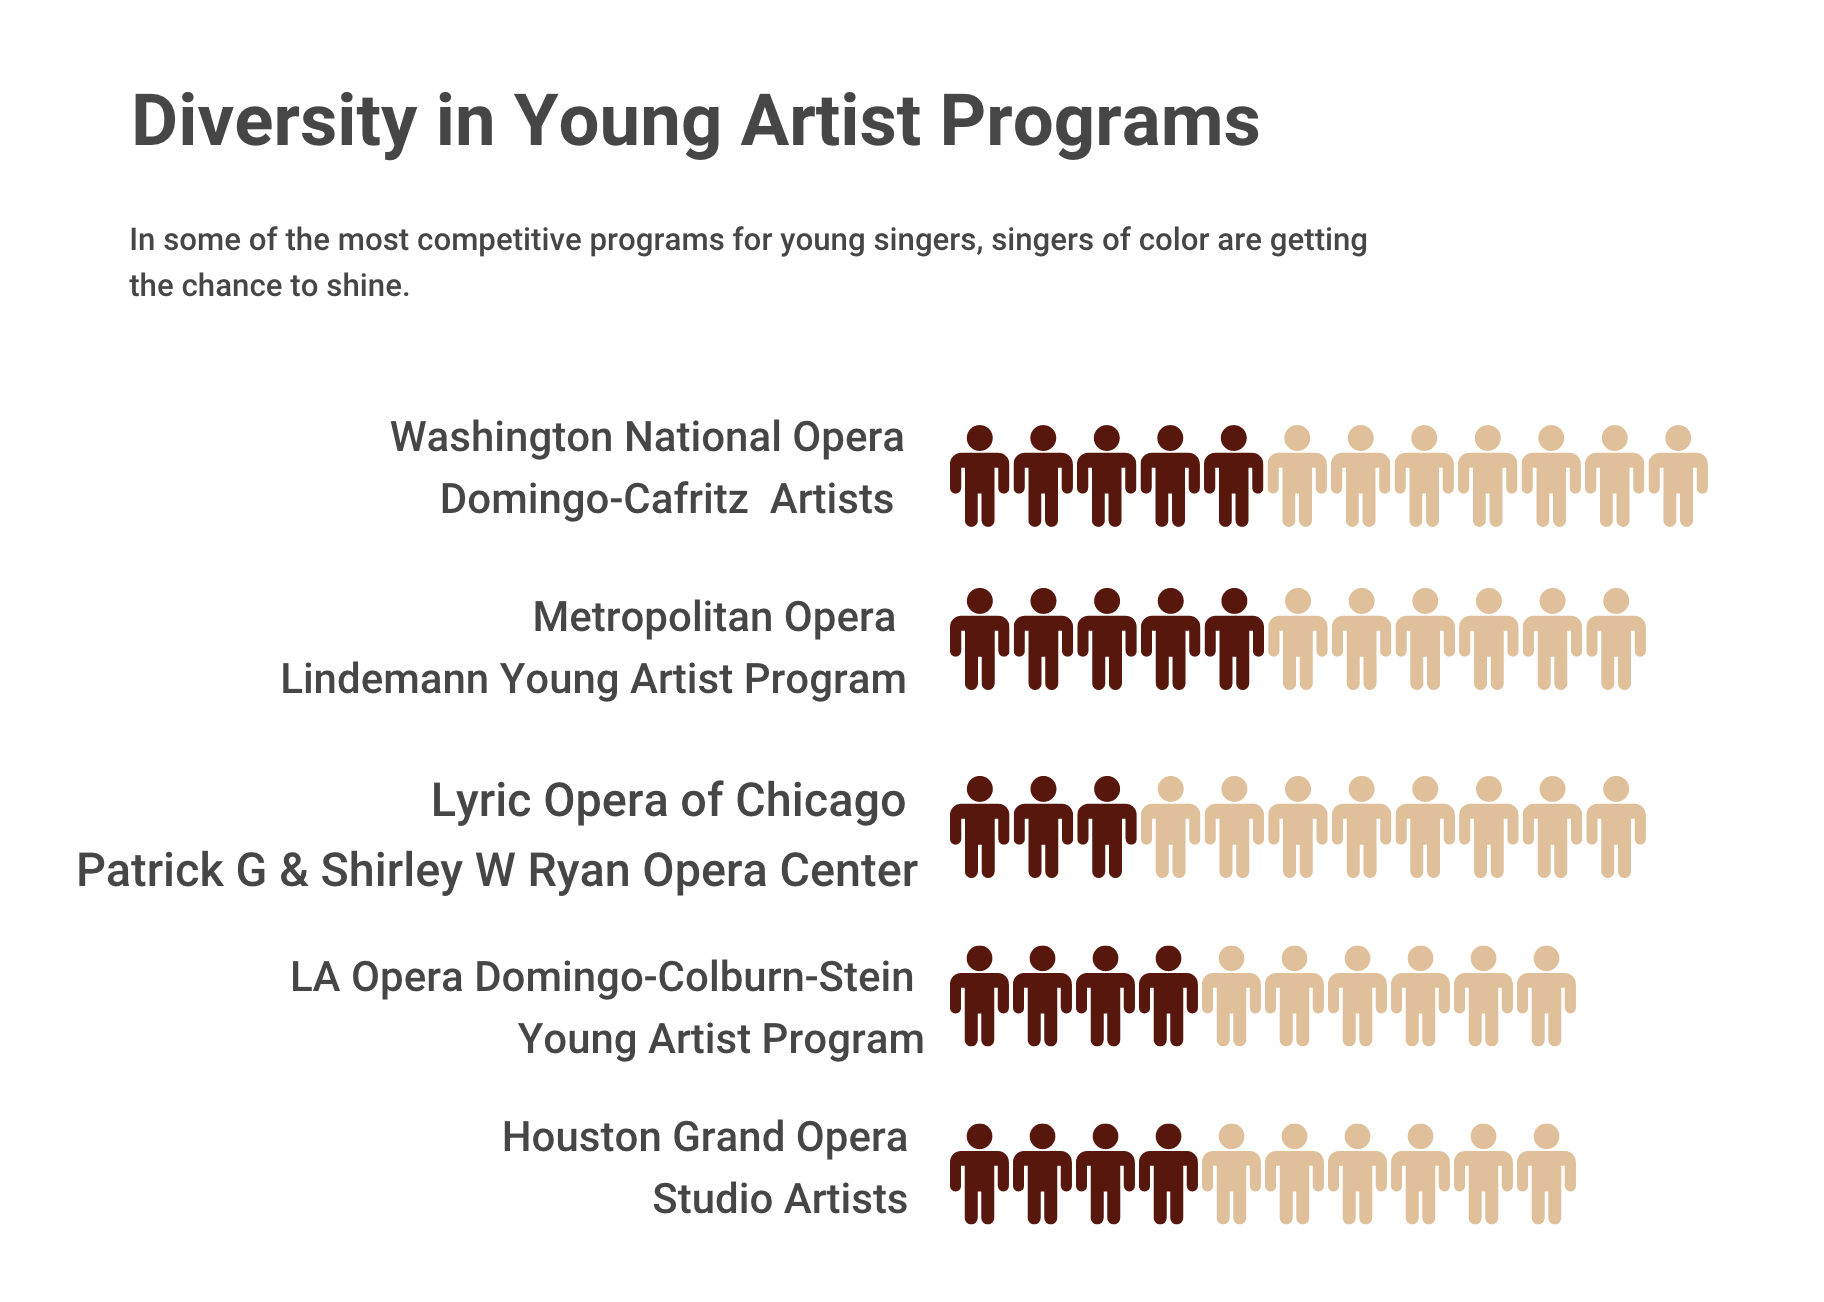 Diversity in Young Artist Programs
In some of the most competitive programs for young singers, singers of color are getting
the chance to shine.
Washington National Opera
Domingo-Cafritz  Artists
Metropolitan Opera
Lindemann Young Artist Program
Lyric Opera of Chicago
Patrick G & Shirley W Ryan Opera Center
LA Opera Domingo-Colburn-Stein
Young Artist Program
Houston Grand Opera
Studio Artists